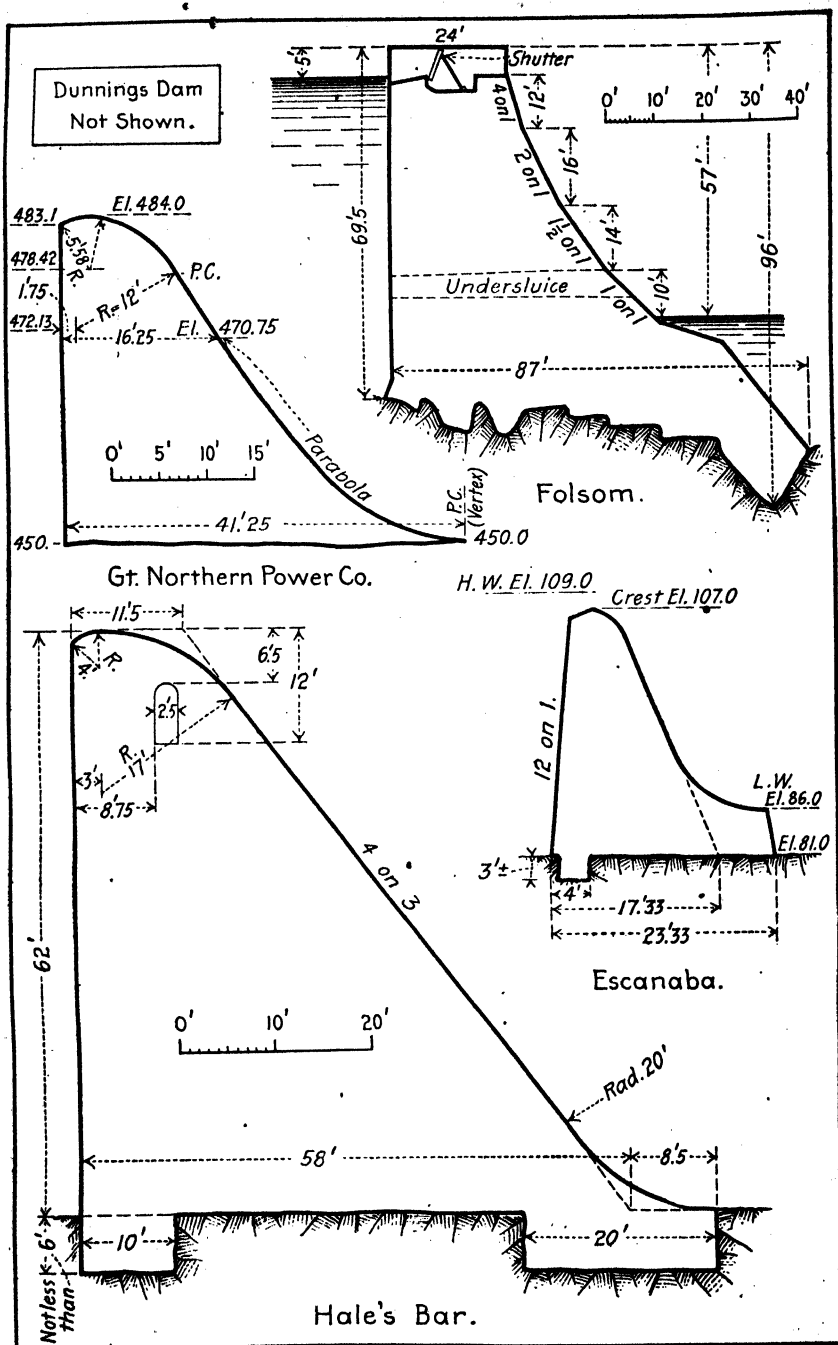 Dunnings Dam
Not Shown.
24'
5'
Shutter
4 on 1
12'
0' 10' 20' 30' 40'
2 on 1
16'
57'
96'
69.'5
1½ on 1
14'
Undersluice
1 on 1
10'
87'
Folsom.
El. 484.0
483.1
5.'58 R.
478.42
P.C.
1.'75
R=12'
472.13
16.'25
El. 470.75
0' 5' 10' 15'
Parabola
P.C.
(Vertex)
41.'25
450.
450.0
Gt. Northern Power Co.
H.W. El. 109.0
Crest El. 107.0
12 on 1.
L.W.
El. 86.0
El. 81.0
3'±
4'
17.'33
23.'33
Escanaba.
11.'5
4' R.
6.'5
12'
2.'5
R. 17'
3'
8.'75
4 on 3
62'
0' 10' 20'
Rad. 20'
58'
8.'5
10'
20'
Not less than 6'
Hale's Bar.